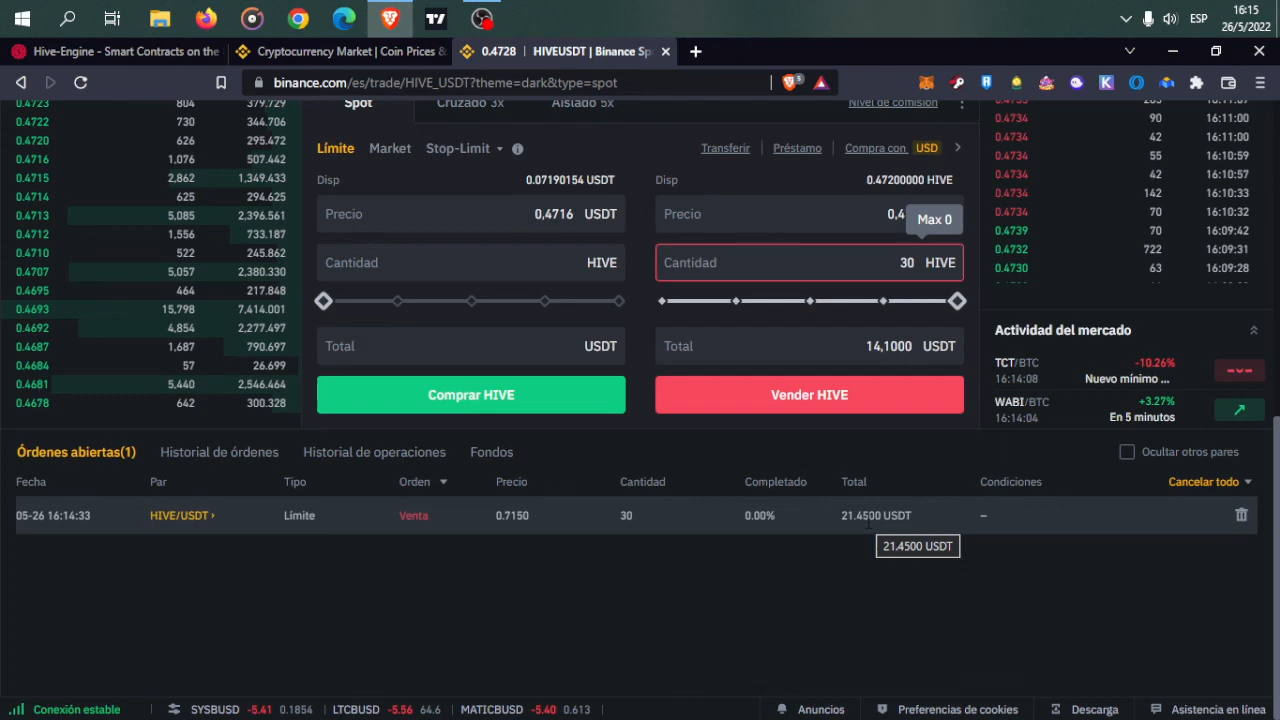 16:15
ESP
26/5/2022
Hive-Engine - Smart Contracts on the
Cryptocurrency Market | Coin Prices &
0.4728 | HIVEUSDT | Binance Sp
binance.com/es/trade/HIVE_USDT?theme=dark&type=spot
5
0.4723 804 379.729
0.4722 730 344.706
0.4720 626 295.472
0.4716 1,076 507.442
0.4715 2,862 1,349.433
0.4714 625 294.625
0.4713 5,085 2,396.561
0.4712 1,556 733.187
0.4710 522 245.862
0.4707 5,057 2,380.330
0.4695 464 217.848
0.4693 15,798 7,414.001
0.4692 4,854 2,277.497
0.4687 1,687 790.697
0.4684 57 26.699
0.4681 5,440 2,546.464
0.4678 642 300.328
Spot Cruzado 3x Aislado 5x Nivel de comisión
Límite Market Stop-Limit Transferir Préstamo Compra con USD
Disp 0.07190154 USDT
Precio 0,4716 USDT
Cantidad HIVE
Total USDT
Comprar HIVE
Disp 0.47200000 HIVE
Precio 0,4
Max 0
Cantidad 30 HIVE
Total 14,1000 USDT
Vender HIVE
0.4734 90 16:11:00
0.4734 42 16:11:00
0.4734 55 16:10:59
0.4734 42 16:10:57
0.4734 142 16:10:33
0.4734 70 16:10:32
0.4739 70 16:09:42
0.4732 722 16:09:31
0.4730 63 16:09:28
Actividad del mercado
TCT/BTC -10.26%
16:14:08 Nuevo mínimo ...
WABI/BTC +3.27%
16:14:04 En 5 minutos
Órdenes abiertas(1) Historial de órdenes Historial de operaciones Fondos Ocultar otros pares
Fecha Par Tipo Orden Precio Cantidad Completado Total Condiciones Cancelar todo
05-26 16:14:33 HIVE/USDT › Límite Venta 0.7150 30 0.00% 21.4500 USDT –
21.4500 USDT
Conexión estable SYSBUSD -5.41 0.1854 LTCBUSD -5.56 64.6 MATICBUSD -5.40 0.613 Anuncios Preferencias de cookies Descarga Asistencia en línea